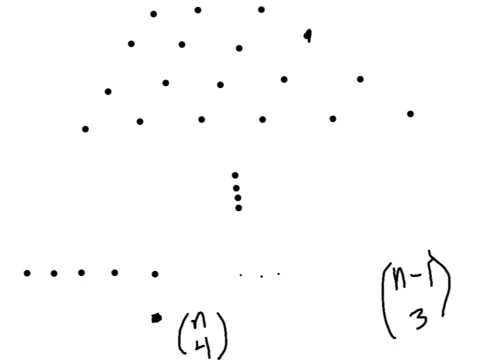 . . .
(n-1
3)
(n
4)